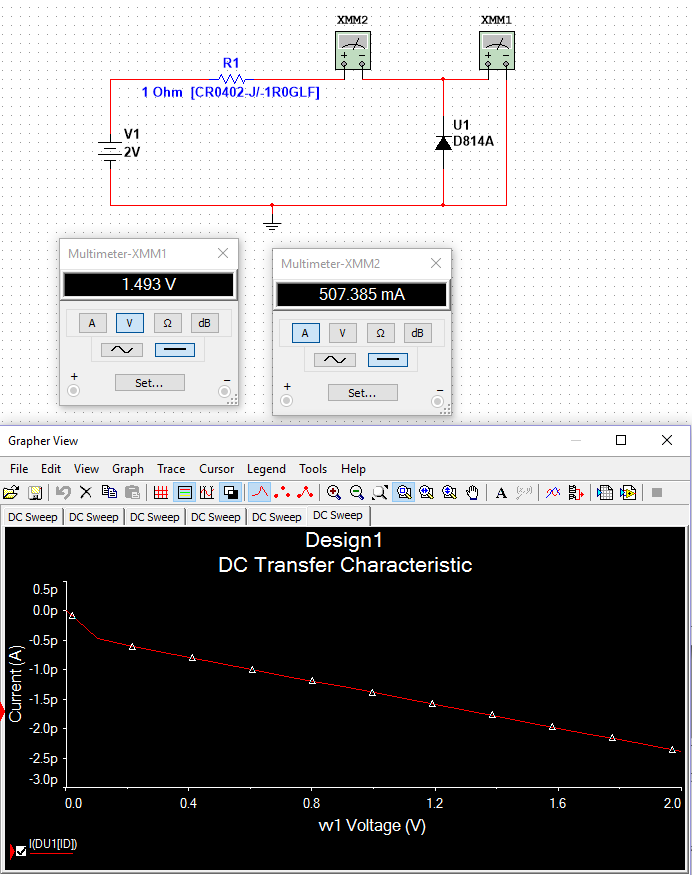 XMM2
XMM1
R1
1 Ohm [CR0402-J/-1R0GLF]
V1
2V
U1
D814A
Multimeter-XMM1
1.493 V
A V Ω dB
Set...
+ −
Multimeter-XMM2
507.385 mA
A V Ω dB
Set...
+ −
Grapher View
File Edit View Graph Trace Cursor Legend Tools Help
DC Sweep DC Sweep DC Sweep DC Sweep DC Sweep DC Sweep
Design1
DC Transfer Characteristic
0.5p
0.0p
-0.5p
-1.0p
-1.5p
-2.0p
-2.5p
-3.0p
Current (A)
0.0 0.4 0.8 1.2 1.6 2.0
vv1 Voltage (V)
I(DU1[ID])